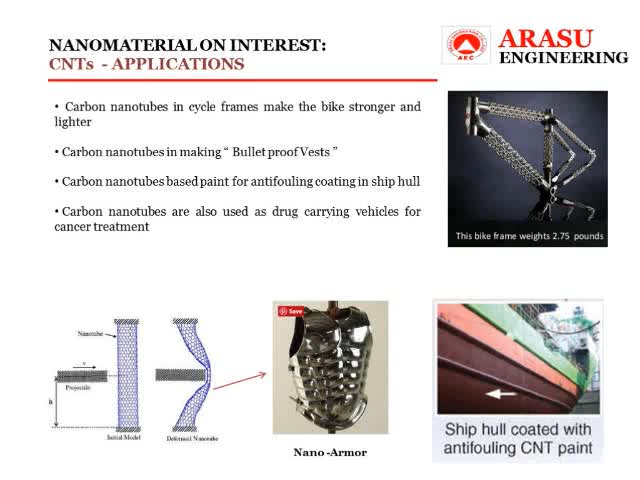 NANOMATERIAL ON INTEREST:
CNTs - APPLICATIONS
AEC
ARASU
ENGINEERING
• Carbon nanotubes in cycle frames make the bike stronger and
lighter
• Carbon nanotubes in making “ Bullet proof Vests ”
• Carbon nanotubes based paint for antifouling coating in ship hull
• Carbon nanotubes are also used as drug carrying vehicles for
cancer treatment
This bike frame weights 2.75 pounds
Nanotube
v
Projectile
h
Initial Model
Deformed Nanotube
Save
Nano -Armor
Ship hull coated with
antifouling CNT paint